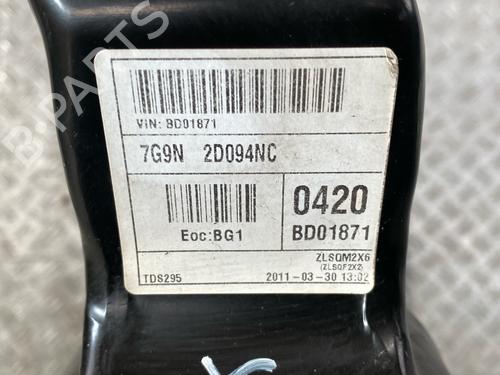 B-PARTS
VIN: BD01871
7G9N 2D094NC
0420
Eoc:BG1
BD01871
ZLSQM2X6
(ZLSQF2X2)
TDS295
2011-03-30 13:02